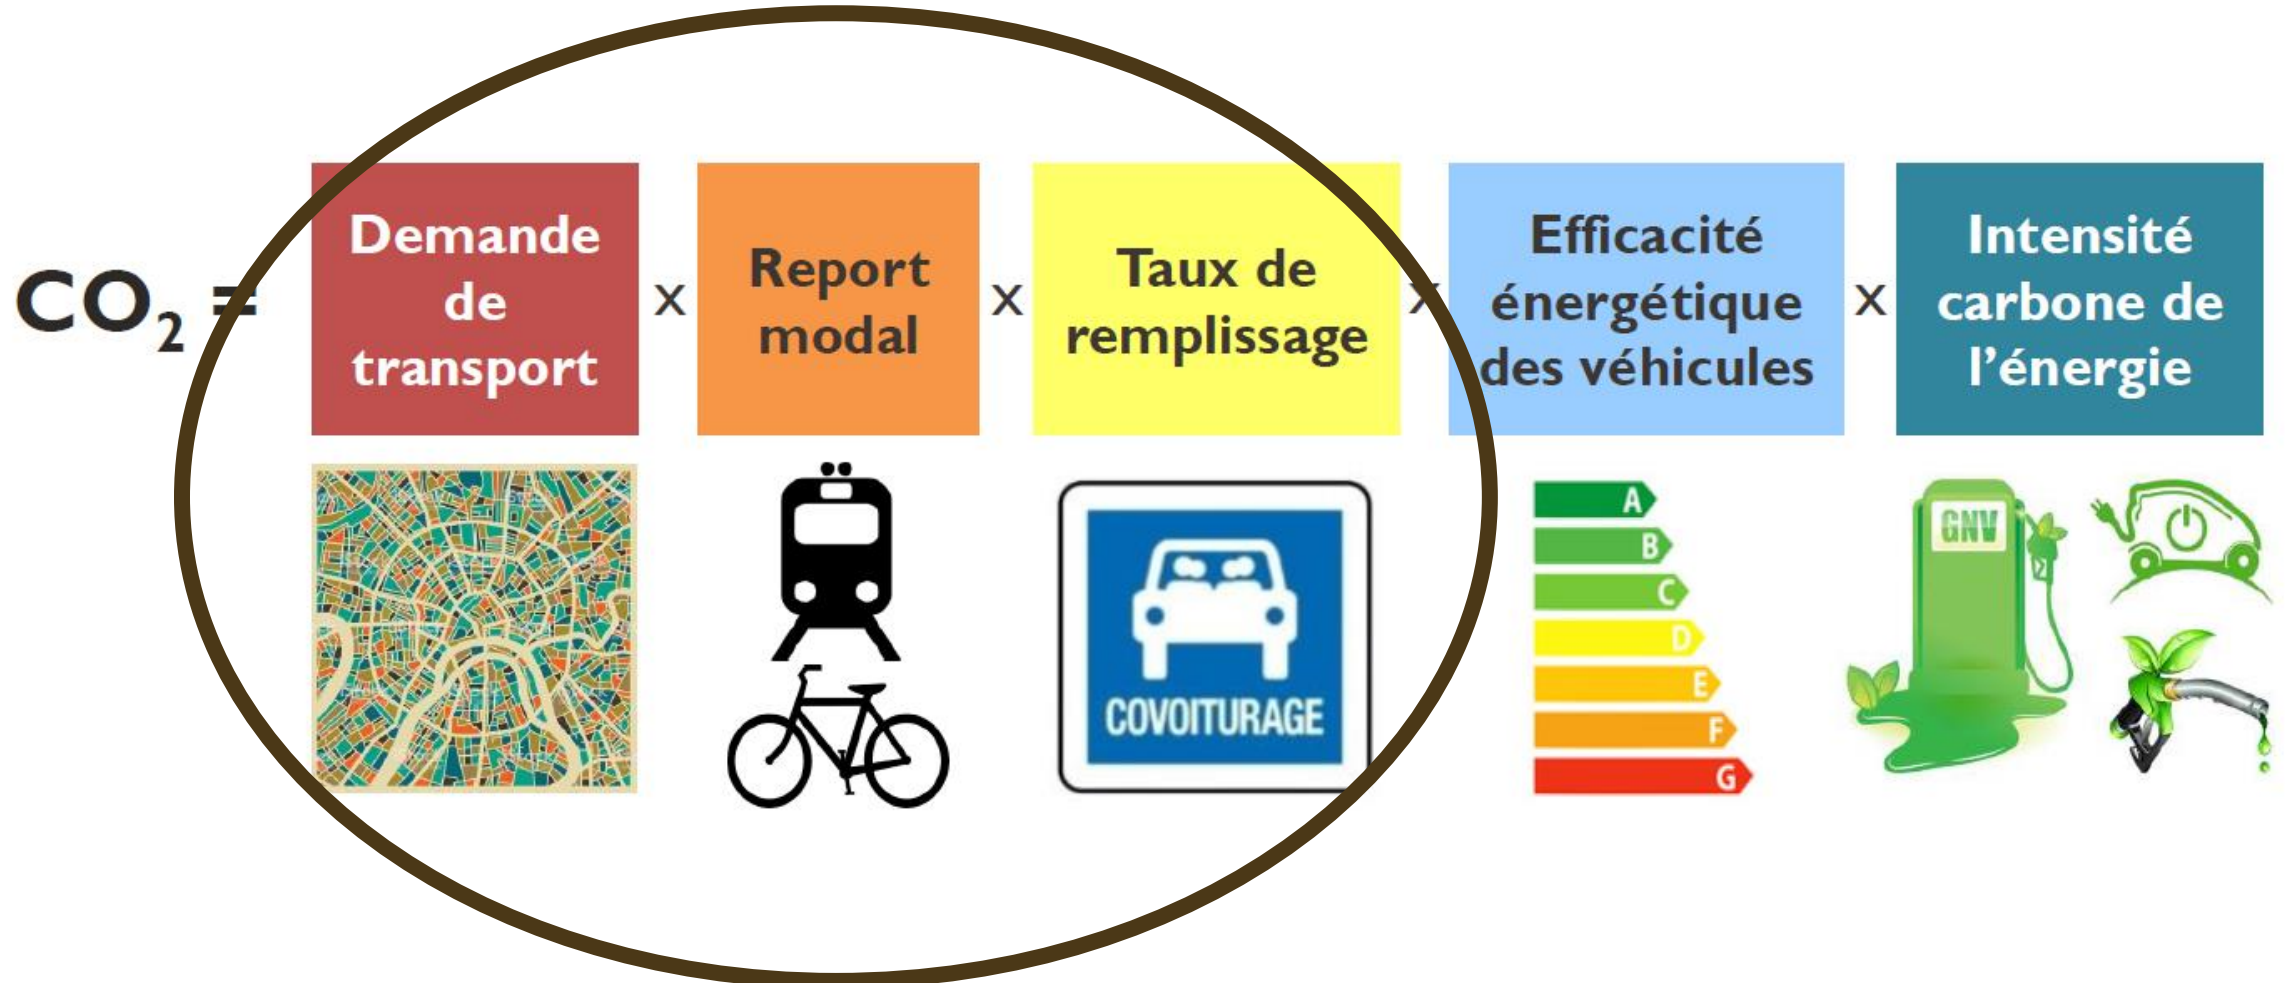 CO₂ =
Demande
de
transport
x
Report
modal
x
Taux de
remplissage
x
Efficacité
énergétique
des véhicules
x
Intensité
carbone de
l'énergie
COVOITURAGE
A
B
C
D
E
F
G
GNV